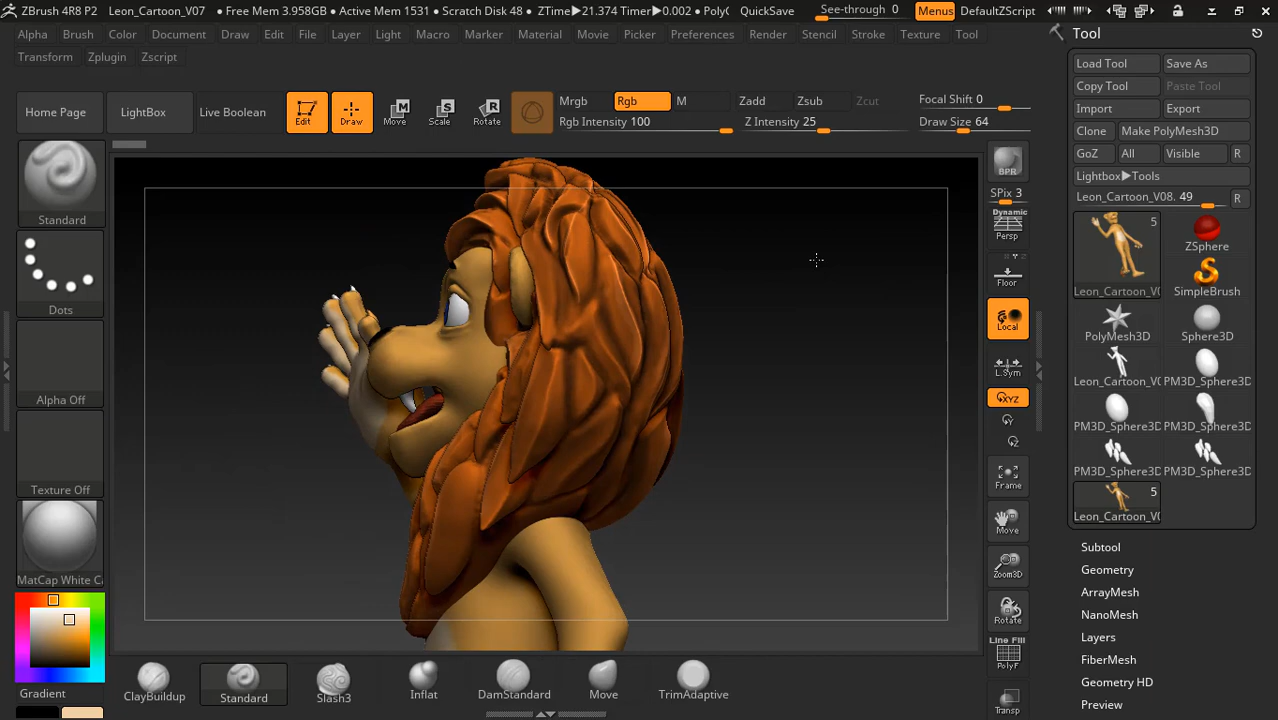 ZBrush 4R8 P2 Leon_Cartoon_V07 • Free Mem 3.958GB • Active Mem 1531 • Scratch Disk 48 • ZTime▶21.374 Timer▶0.002 • Poly( • QuickSave See-through 0 Menus DefaultZScript
Alpha Brush Color Document Draw Edit File Layer Light Macro Marker Material Movie Picker Preferences Render Stencil Stroke Texture Tool
Transform Zplugin Zscript
Home Page LightBox Live Boolean Edit Draw Move Scale Rotate
Mrgb Rgb M Zadd Zsub Zcut Focal Shift 0
Rgb Intensity 100 Z Intensity 25 Draw Size 64
Standard
Dots
Alpha Off
Texture Off
MatCap White Ca
Gradient
BPR
SPix 3
Dynamic
Persp
Floor
Local
L.Sym
XYZ
Y
Z
Frame
Move
Zoom3D
Rotate
Line Fill
PolyF
Transp
ClayBuildup Standard Slash3 Inflat DamStandard Move TrimAdaptive
Tool
Load Tool Save As
Copy Tool Paste Tool
Import Export
Clone Make PolyMesh3D
GoZ All Visible R
Lightbox▶Tools
Leon_Cartoon_V08. 49 R
5
ZSphere
Leon_Cartoon_V0 SimpleBrush
PolyMesh3D Sphere3D
Leon_Cartoon_V0 PM3D_Sphere3D
PM3D_Sphere3D PM3D_Sphere3D
PM3D_Sphere3D PM3D_Sphere3D
5
Leon_Cartoon_V0
Subtool
Geometry
ArrayMesh
NanoMesh
Layers
FiberMesh
Geometry HD
Preview